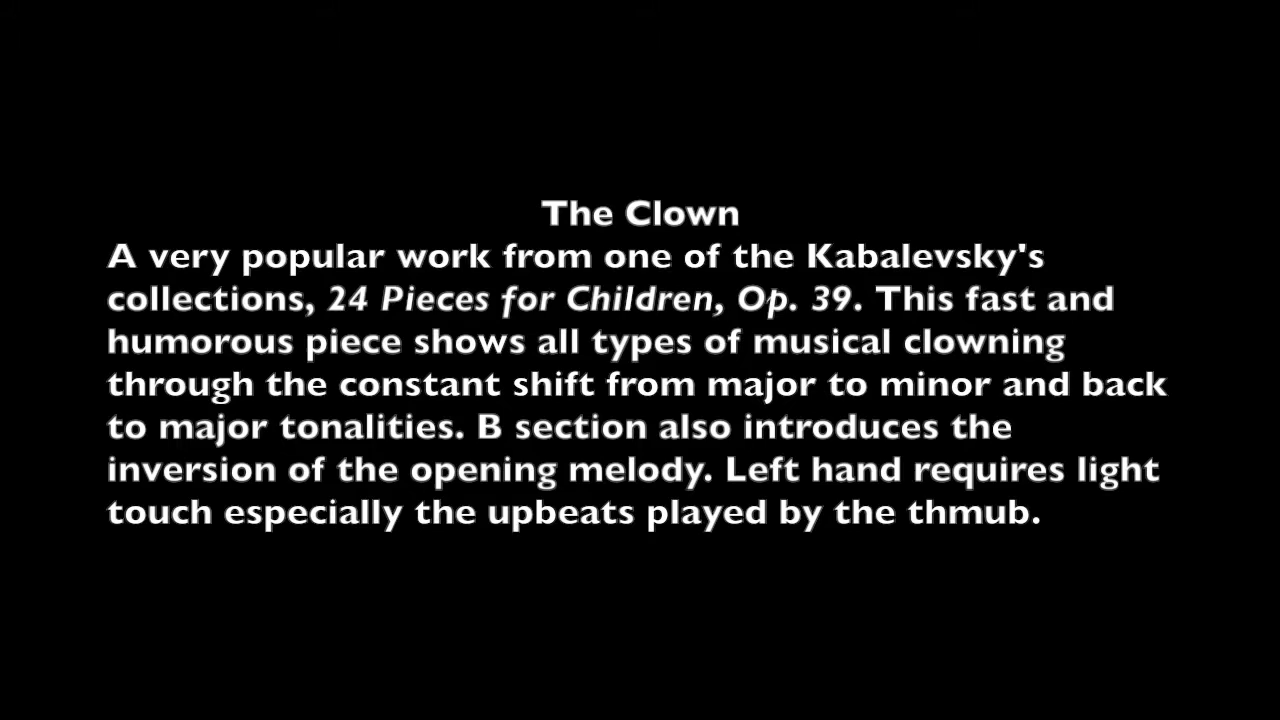 The Clown
A very popular work from one of the Kabalevsky's
collections, 24 Pieces for Children, Op. 39. This fast and
humorous piece shows all types of musical clowning
through the constant shift from major to minor and back
to major tonalities. B section also introduces the
inversion of the opening melody. Left hand requires light
touch especially the upbeats played by the thmub.